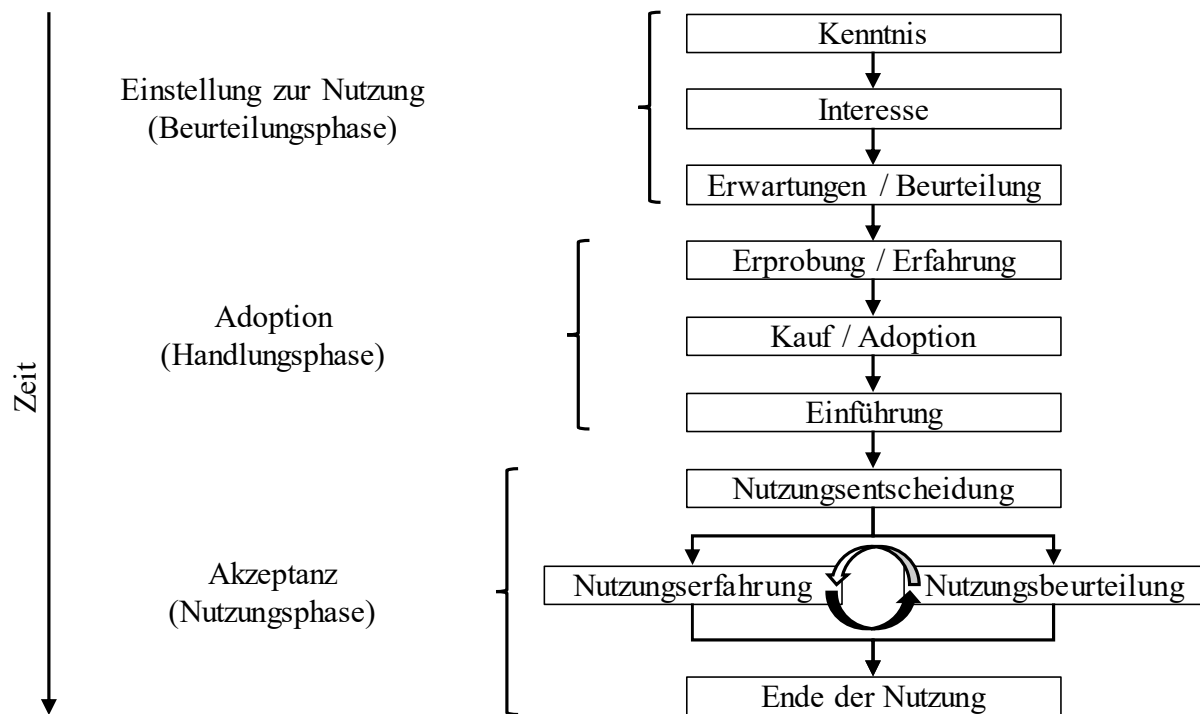 Kenntnis
Einstellung zur Nutzung
(Beurteilungsphase)
Interesse
Erwartungen / Beurteilung
Erprobung / Erfahrung
Adoption
(Handlungsphase)
Kauf / Adoption
Einführung
Zeit
Nutzungsentscheidung
Akzeptanz
(Nutzungsphase)
Nutzungserfahrung
Nutzungsbeurteilung
Ende der Nutzung